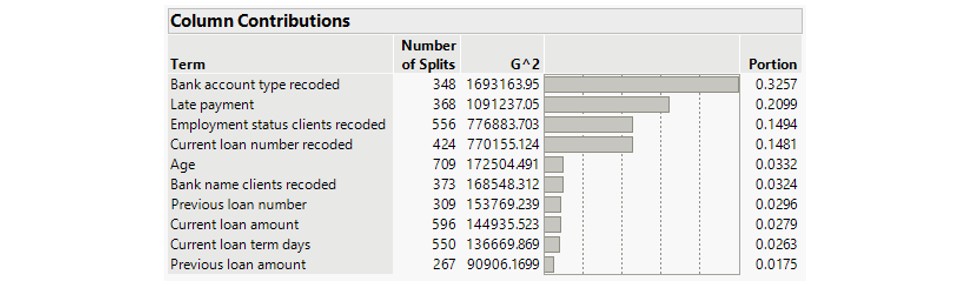 Column Contributions
Number
Term of Splits G^2 Portion
Bank account type recoded 348 1693163.95 0.3257
Late payment 368 1091237.05 0.2099
Employment status clients recoded 556 776883.703 0.1494
Current loan number recoded 424 770155.124 0.1481
Age 709 172504.491 0.0332
Bank name clients recoded 373 168548.312 0.0324
Previous loan number 309 153769.239 0.0296
Current loan amount 596 144935.523 0.0279
Current loan term days 550 136669.869 0.0263
Previous loan amount 267 90906.1699 0.0175